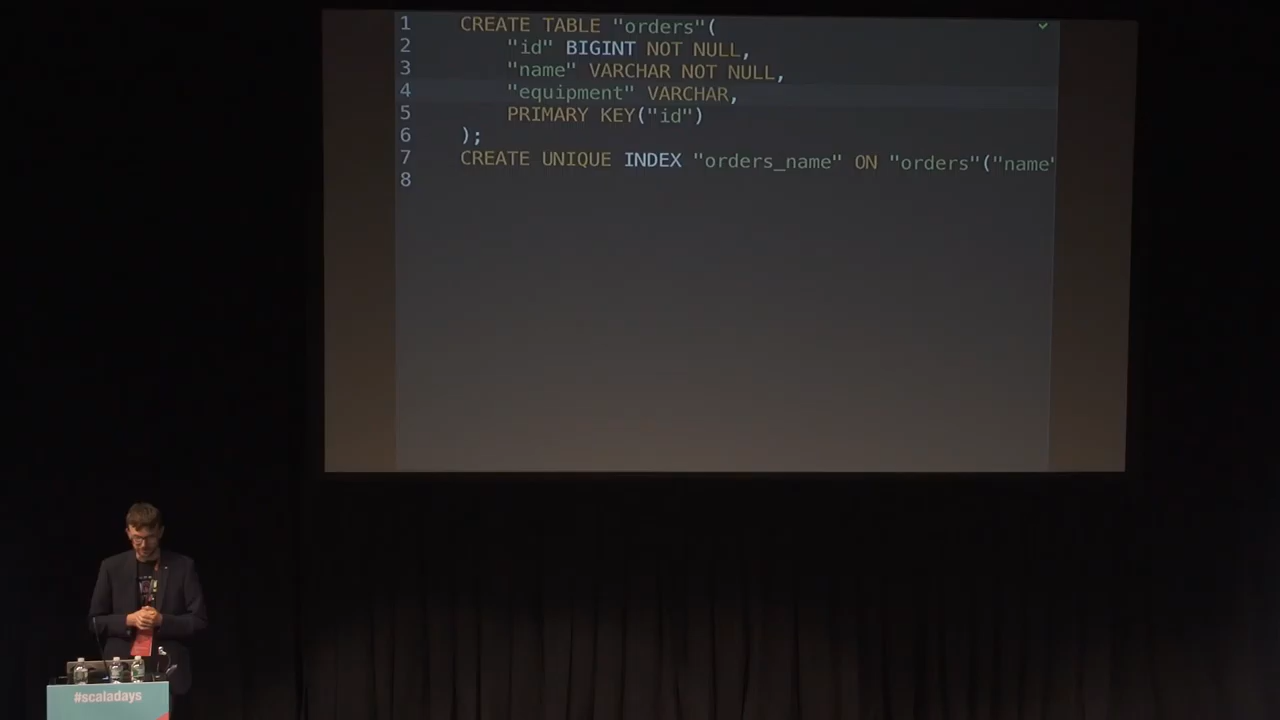 1 CREATE TABLE "orders"(
2 "id" BIGINT NOT NULL,
3 "name" VARCHAR NOT NULL,
4 "equipment" VARCHAR,
5 PRIMARY KEY("id")
6 );
7 CREATE UNIQUE INDEX "orders_name" ON "orders"("name"
8
#scaladays